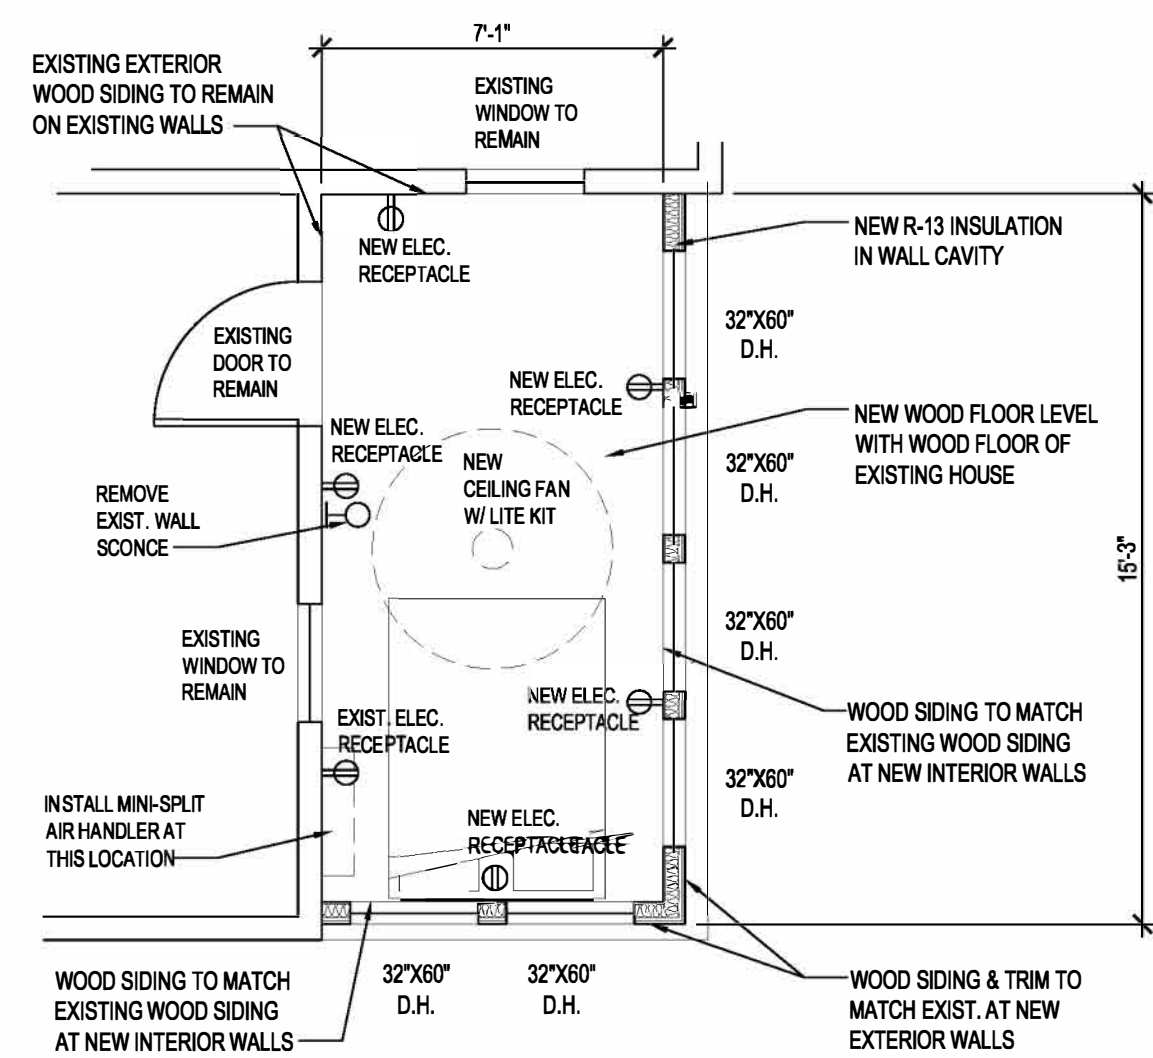 7'-1"
EXISTING EXTERIOR
WOOD SIDING TO REMAIN
ON EXISTING WALLS
EXISTING
WINDOW TO
REMAIN
NEW ELEC.
RECEPTACLE
NEW R-13 INSULATION
IN WALL CAVITY
EXISTING
DOOR TO
REMAIN
32"X60"
D.H.
NEW ELEC.
RECEPTACLE
NEW WOOD FLOOR LEVEL
WITH WOOD FLOOR OF
EXISTING HOUSE
NEW ELEC.
RECEPTACLE
NEW
CEILING FAN
W/ LITE KIT
32"X60"
D.H.
REMOVE
EXIST. WALL
SCONCE
15'-3"
EXISTING
WINDOW TO
REMAIN
32"X60"
D.H.
NEW ELEC.
RECEPTACLE
EXIST. ELEC.
RECEPTACLE
WOOD SIDING TO MATCH
EXISTING WOOD SIDING
AT NEW INTERIOR WALLS
32"X60"
D.H.
INSTALL MINI-SPLIT
AIR HANDLER AT
THIS LOCATION
NEW ELEC.
RECEPTACLE
WOOD SIDING TO MATCH
EXISTING WOOD SIDING
AT NEW INTERIOR WALLS
32"X60"
D.H.
32"X60"
D.H.
WOOD SIDING & TRIM TO
MATCH EXIST. AT NEW
EXTERIOR WALLS